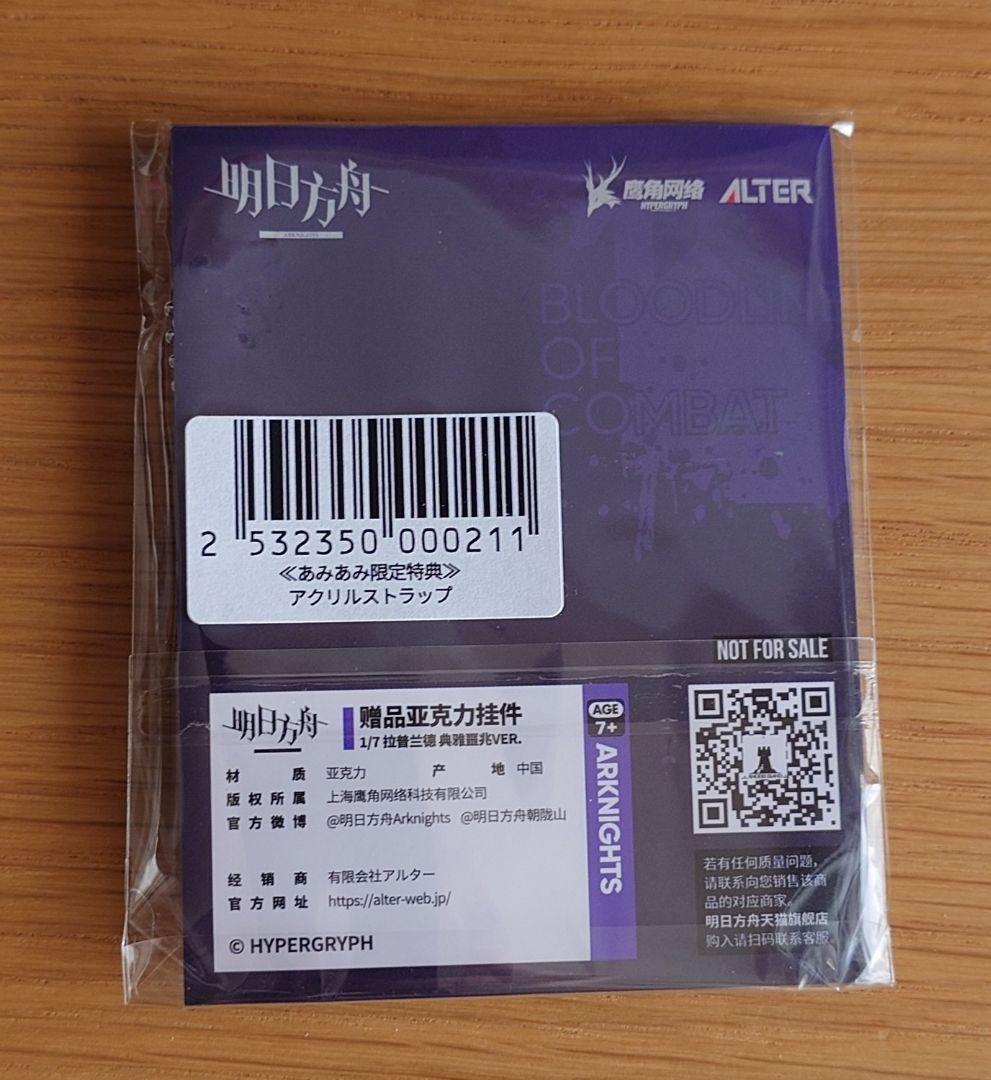 明日方舟
ARKNIGHTS
鹰角网络
HYPERGRYPH
ALTER
BLOODLIN
OF
COMBAT
2 532350 000211
≪あみあみ限定特典≫
アクリルストラップ
NOT FOR SALE
明日方舟
赠品亚克力挂件
1/7 拉普兰德 典雅噩兆VER.
材质 亚克力 产地 中国
版权所属 上海鹰角网络科技有限公司
官方微博 @明日方舟Arknights @明日方舟朝陇山
经销商 有限会社アルター
官方网址 https://alter-web.jp/
© HYPERGRYPH
AGE
7+
ARKNIGHTS
若有任何质量问题，
请联系向您销售该商
品的对应商家。
明日方舟天猫旗舰店
购入请扫码联系客服